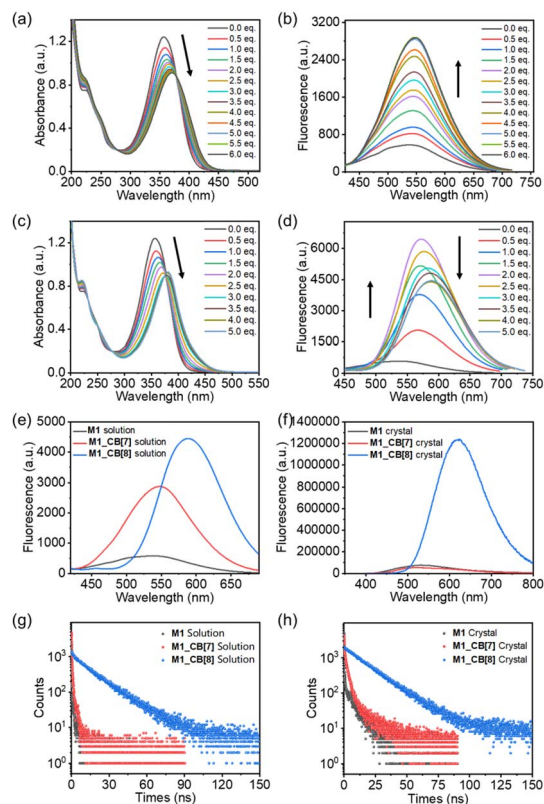 (a)
Absorbance (a.u.)
1.2
0.8
0.4
0.0
200 250 300 350 400 450 500
Wavelength (nm)
0.0 eq.
0.5 eq.
1.0 eq.
1.5 eq.
2.0 eq.
2.5 eq.
3.0 eq.
3.5 eq.
4.0 eq.
4.5 eq.
5.0 eq.
5.5 eq.
6.0 eq.
(b)
Fluorescence (a.u.)
3200
2400
1600
800
0
450 500 550 600 650 700 750
Wavelength (nm)
0.0 eq.
0.5 eq.
0.8 eq.
1.5 eq.
2.0 eq.
2.5 eq.
3.0 eq.
3.5 eq.
4.0 eq.
4.5 eq.
5.0 eq.
5.5 eq.
6.0 eq.
(c)
Absorbance (a.u.)
1.2
0.8
0.4
0.0
200 250 300 350 400 450 500 550
Wavelength (nm)
0.0 eq.
0.5 eq.
1.0 eq.
1.5 eq.
2.0 eq.
2.5 eq.
3.0 eq.
3.5 eq.
4.0 eq.
5.0 eq.
(d)
Fluorescence (a.u.)
6000
4500
3000
1500
0
450 500 550 600 650 700 750
Wavelength (nm)
0.0 eq.
0.5 eq.
1.0 eq.
1.5 eq.
2.0 eq.
2.5 eq.
3.0 eq.
3.5 eq.
4.0 eq.
5.0 eq.
(e)
Fluorescence (a.u.)
5000
4000
3000
2000
1000
0
450 500 550 600 650
Wavelength (nm)
M1 solution
M1_CB[7] solution
M1_CB[8] solution
(f)
Fluorescence (a.u.)
1400000
1200000
1000000
800000
600000
400000
200000
0
400 500 600 700 800
Wavelength (nm)
M1 crystal
M1_CB[7] crystal
M1_CB[8] crystal
(g)
Counts
10³
10²
10¹
10⁰
0 30 60 90 120 150
Times (ns)
M1 Solution
M1_CB[7] Solution
M1_CB[8] Solution
(h)
Counts
10³
10²
10¹
10⁰
0 25 50 75 100 125 150
Times (ns)
M1 Crystal
M1_CB[7] Crystal
M1_CB[8] Crystal